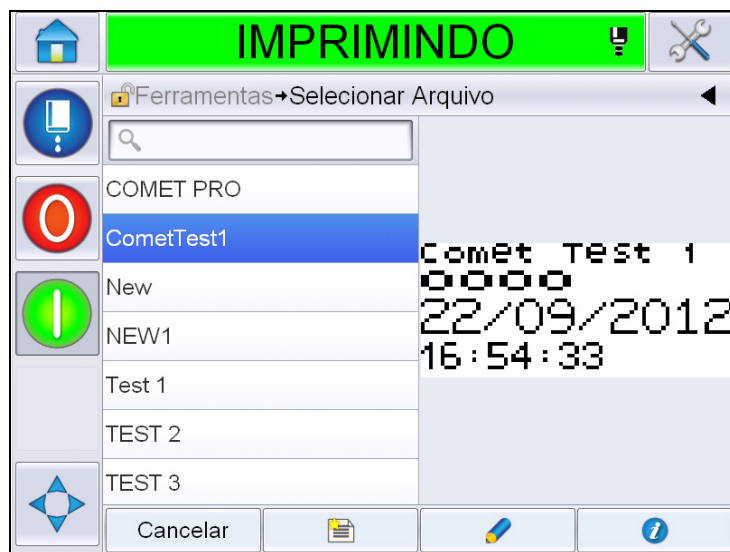 IMPRIMINDO
Ferramentas→Selecionar Arquivo
COMET PRO
CometTest1
New
NEW1
Test 1
TEST 2
TEST 3
Comet Test 1
0000
22/09/2012
16:54:33
Cancelar